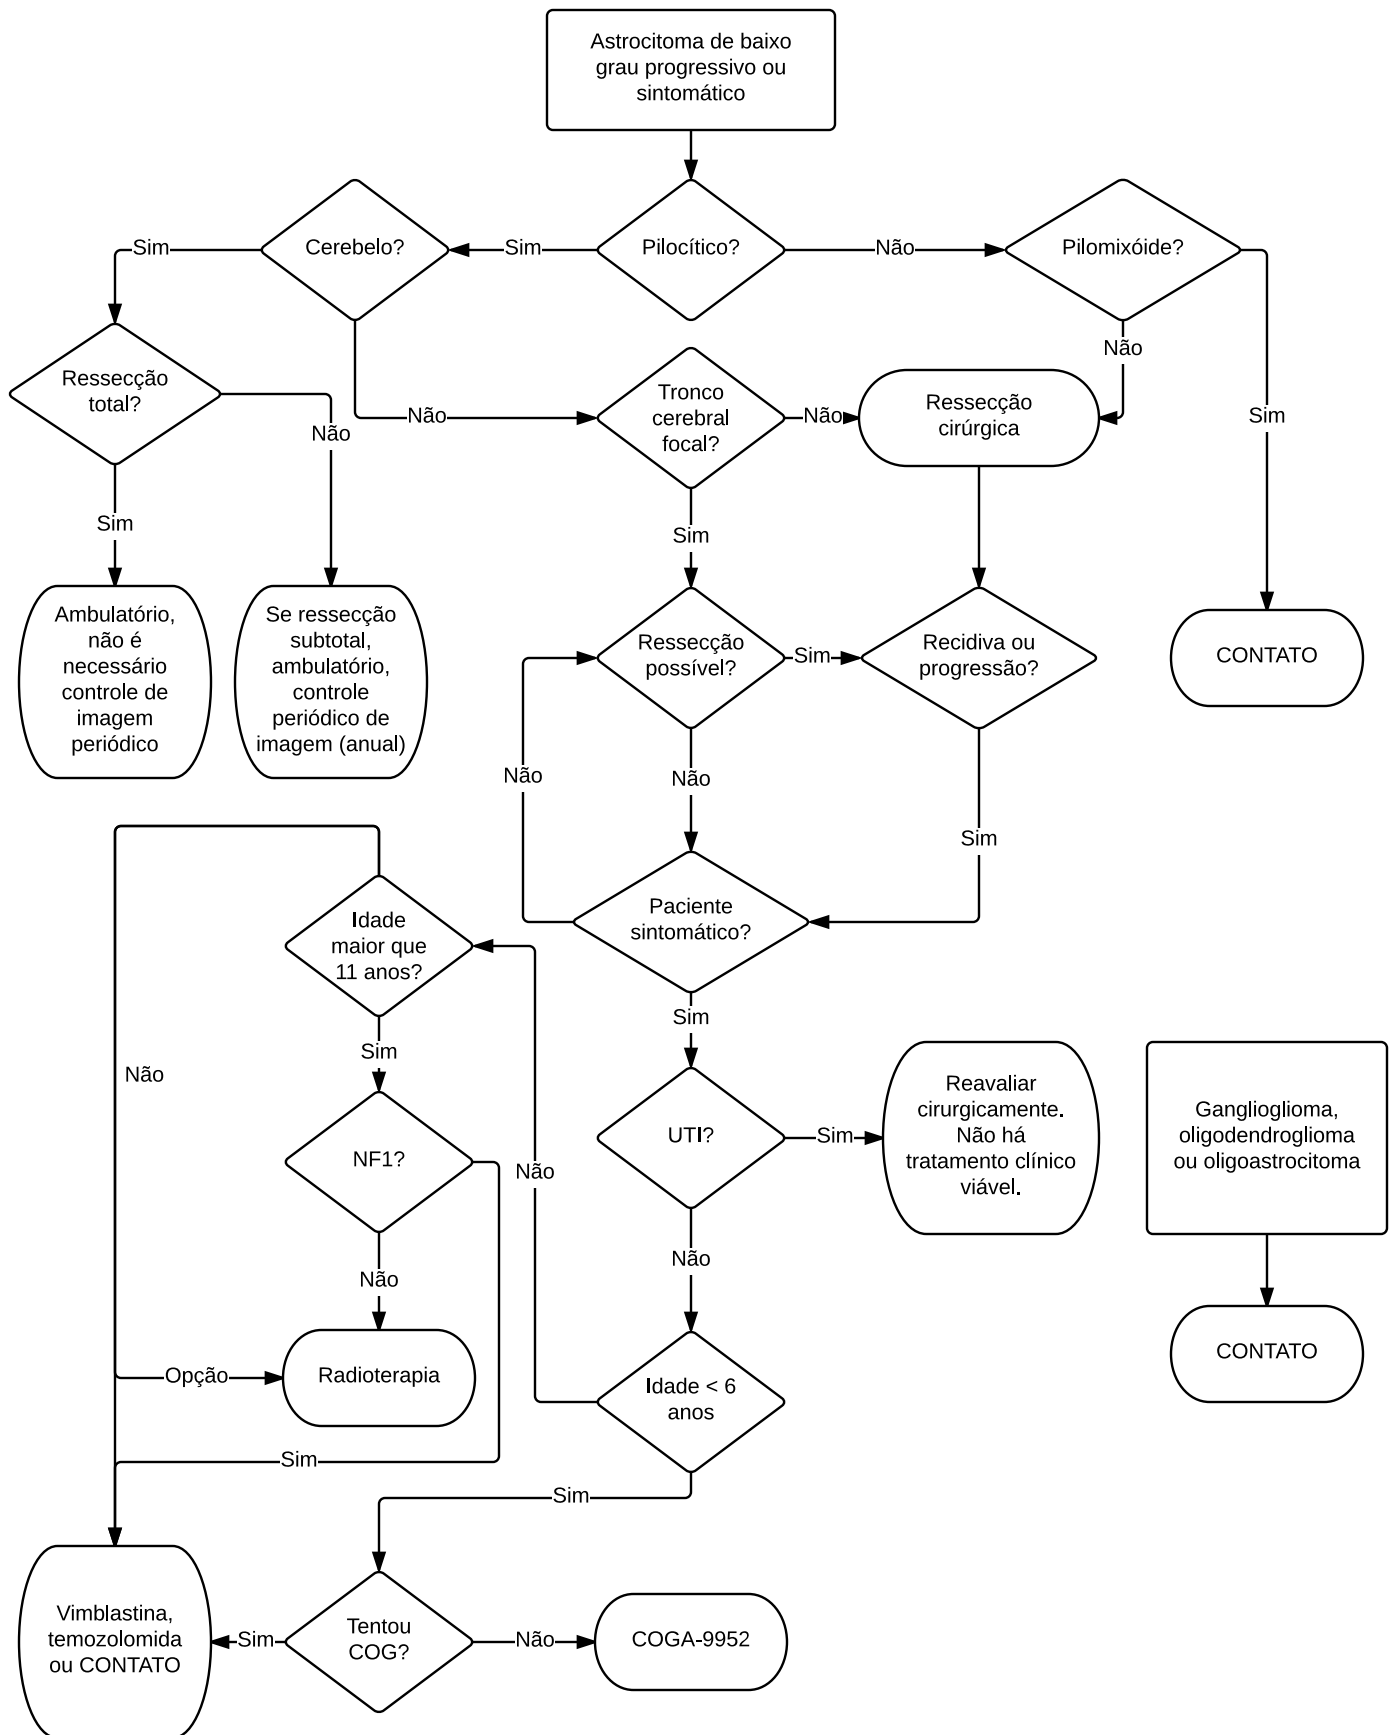 Astrocitoma de baixo
grau progressivo ou
sintomático
Sim
Cerebelo?
Sim
Pilocítico?
Não
Pilomixóide?
Ressecção
total?
Não
Não
Tronco
cerebral
focal?
Não
Ressecção
cirúrgica
Não
Sim
Sim
Sim
Ambulatório,
não é
necessário
controle de
imagem
periódico
Se ressecção
subtotal,
ambulatório,
controle
periódico de
imagem (anual)
Ressecção
possível?
Sim
Recidiva ou
progressão?
CONTATO
Não
Não
Sim
Paciente
sintomático?
Idade
maior que
11 anos?
Sim
Sim
Não
NF1?
Não
UTI?
Sim
Reavaliar
cirurgicamente.
Não há
tratamento clínico
viável.
Ganglioglioma,
oligodendroglioma
ou oligoastrocitoma
Não
Não
Opção
Radioterapia
Idade < 6
anos
CONTATO
Sim
Sim
Vimblastina,
temozolomida
ou CONTATO
Sim
Tentou
COG?
Não
COGA-9952